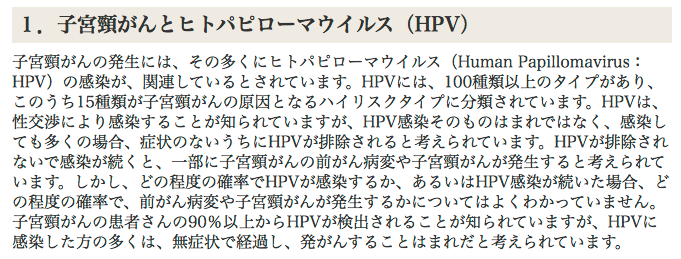 1．子宮頸がんとヒトパピローマウイルス（HPV）
子宮頸がんの発生には、その多くにヒトパピローマウイルス（Human Papillomavirus：
HPV）の感染が、関連しているとされています。HPVには、100種類以上のタイプがあり、
このうち15種類が子宮頸がんの原因となるハイリスクタイプに分類されています。HPVは、
性交渉により感染することが知られていますが、HPV感染そのものはまれではなく、感染し
ても多くの場合、症状のないうちにHPVが排除されると考えられています。HPVが排除され
ないで感染が続くと、一部に子宮頸がんの前がん病変や子宮頸がんが発生すると考えられて
います。しかし、どの程度の確率でHPVが感染するか、あるいはHPV感染が続いた場合、ど
の程度の確率で、前がん病変や子宮頸がんが発生するかについてはよくわかっていません。
子宮頸がんの患者さんの90％以上からHPVが検出されることが知られていますが、HPVに
感染した方の多くは、無症状で経過し、発がんすることはまれだと考えられています。